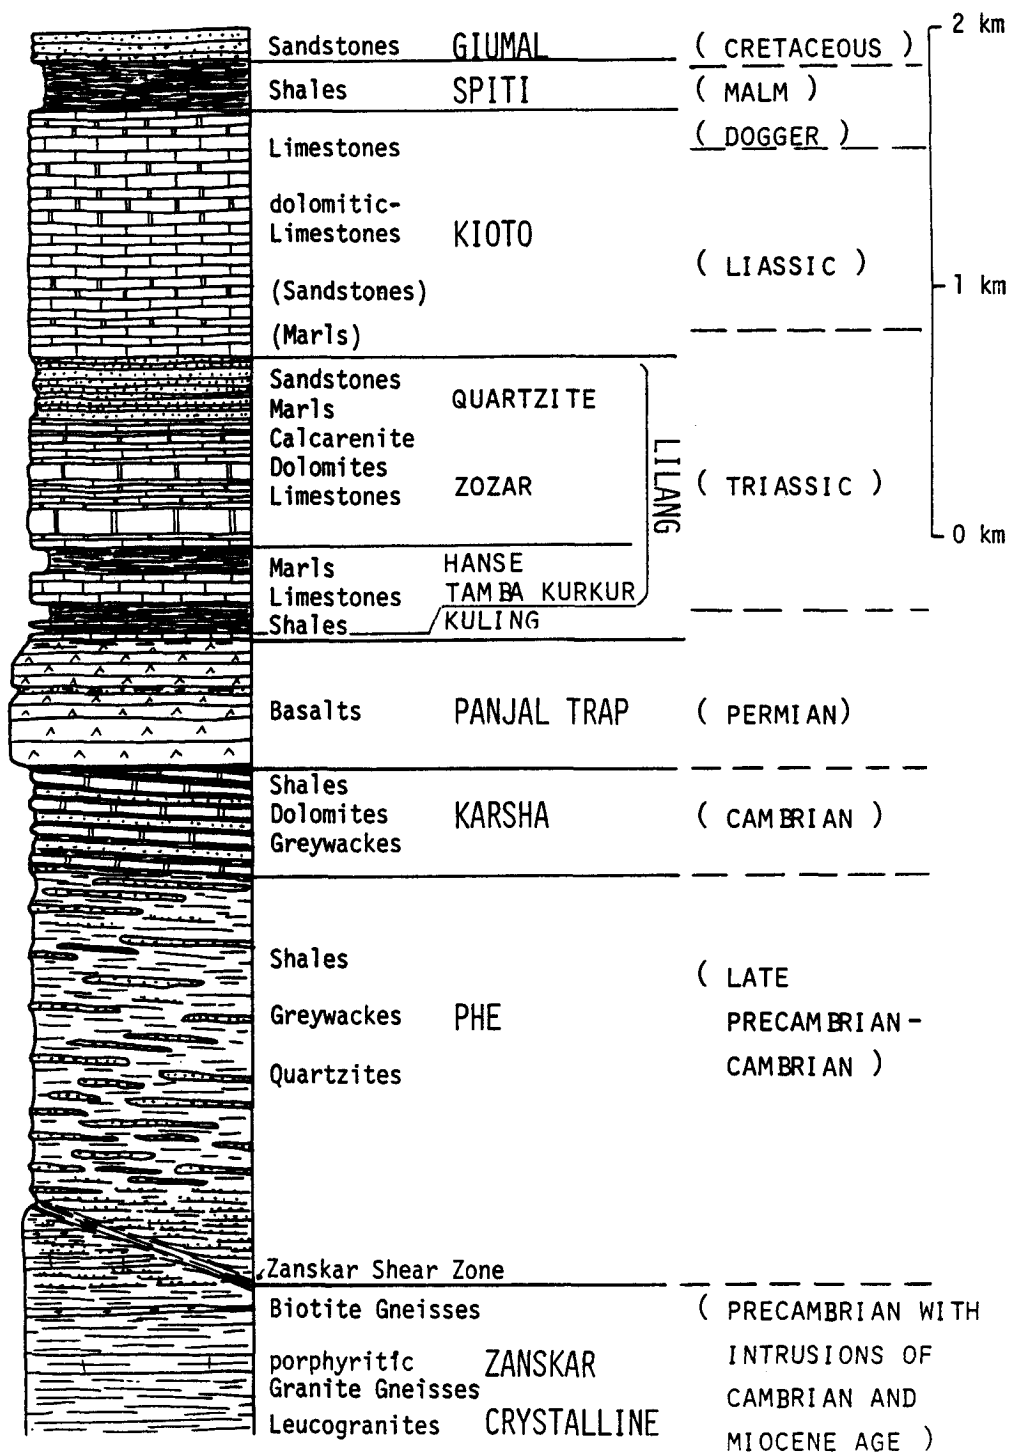 Sandstones GIUMAL ( CRETACEOUS ) 2 km
Shales SPITI ( MALM )
( DOGGER )
Limestones
dolomitic-
Limestones KIOTO
( LIASSIC )
(Sandstones) 1 km
(Marls)
Sandstones
Marls QUARTZITE
Calcarenite
Dolomites
Limestones ZOZAR
LILANG
( TRIASSIC )
0 km
Marls HANSE
Limestones TAMBA KURKUR
Shales KULING
Basalts PANJAL TRAP ( PERMIAN)
Shales
Dolomites KARSHA ( CAMBRIAN )
Greywackes
Shales
Greywackes PHE
Quartzites
( LATE
PRECAMBRIAN-
CAMBRIAN )
Zanskar Shear Zone
Biotite Gneisses
porphyritic
Granite Gneisses
Leucogranites
ZANSKAR
CRYSTALLINE
( PRECAMBRIAN WITH
INTRUSIONS OF
CAMBRIAN AND
MIOCENE AGE )